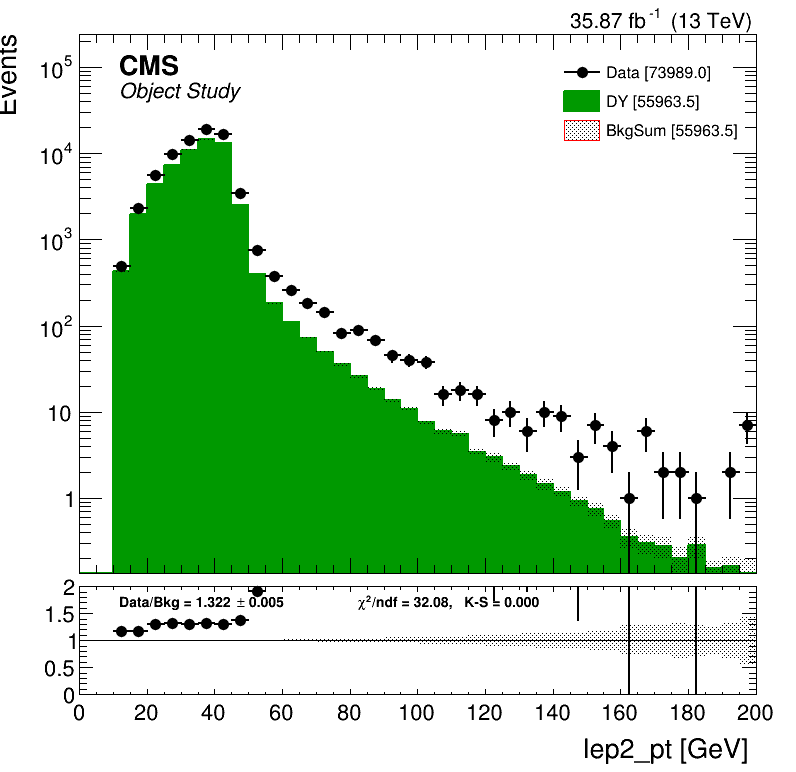 35.87 fb⁻¹ (13 TeV)
Events
CMS
Object Study
Data [73989.0]
DY [55963.5]
BkgSum [55963.5]
10⁵
10⁴
10³
10²
10
1
Data/Bkg = 1.322 ± 0.005
χ²/ndf = 32.08, K-S = 0.000
2
1.5
1
0.5
0
0 20 40 60 80 100 120 140 160 180 200
lep2_pt [GeV]